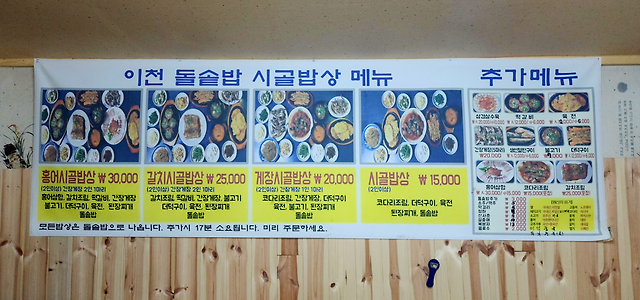 이천 돌솥밥 시골밥상 메뉴
추가메뉴
홍어시골밥상 ₩ 30,000
(2인이상) 간장게장 2인 1마리
홍어삼합, 갈치조림, 떡갈비, 간장게장
불고기, 더덕구이, 육전, 된장찌개
돌솥밥
갈치시골밥상 ₩ 25,000
(2인이상) 간장게장 2인 1마리
갈치조림, 떡갈비, 간장게장, 불고기
더덕구이, 육전, 된장찌개
돌솥밥
게장시골밥상 ₩ 20,000
(2인이상) 간장게장 2인 1마리
코다리조림, 간장게장, 더덕구이
불고기, 육전, 된장찌개
돌솥밥
시골밥상 ₩ 15,000
(2인이상)
코다리조림, 더덕구이, 육전
된장찌개, 돌솥밥
떡 갈 비
육 전
불고기
더덕구이
₩20,000
홍어삼합
코다리조림
갈치조림
₩25,000
돌솥밥추가
모든밥상은 돌솥밥으로 나옵니다. 추가시 17분 소요됩니다. 미리 주문하세요.